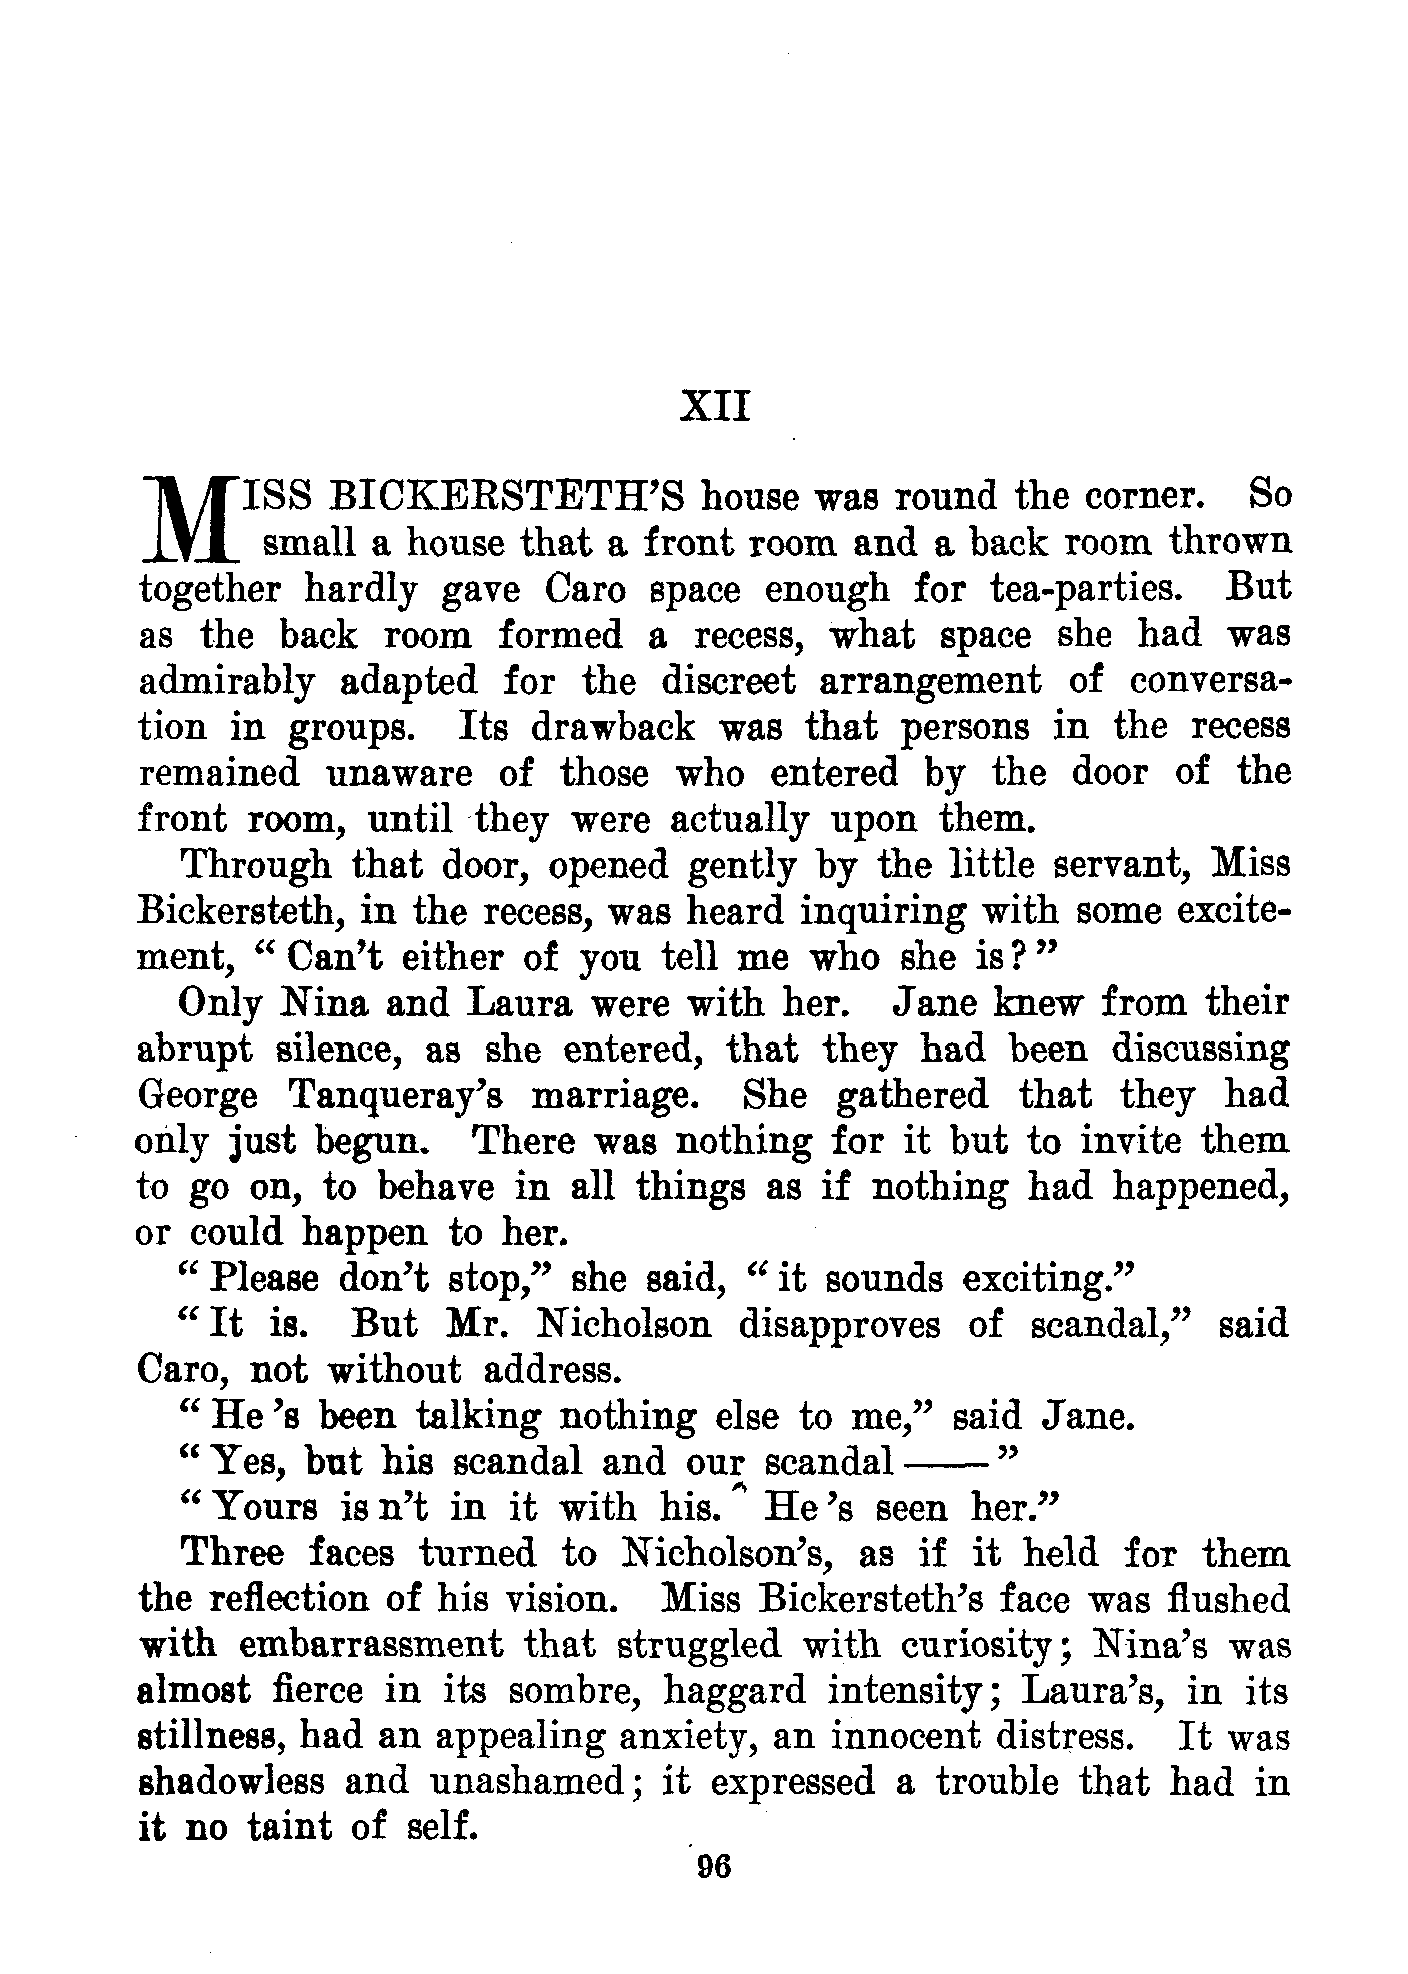 XII
MISS BICKERSTETH'S house was round the corner. So
small a house that a front room and a back room thrown
together hardly gave Caro space enough for tea-parties. But
as the back room formed a recess, what space she had was
admirably adapted for the discreet arrangement of conversa-
tion in groups. Its drawback was that persons in the recess
remained unaware of those who entered by the door of the
front room, until they were actually upon them.
Through that door, opened gently by the little servant, Miss
Bickersteth, in the recess, was heard inquiring with some excite-
ment, “ Can't either of you tell me who she is? ”
Only Nina and Laura were with her. Jane knew from their
abrupt silence, as she entered, that they had been discussing
George Tanqueray's marriage. She gathered that they had
only just begun. There was nothing for it but to invite them
to go on, to behave in all things as if nothing had happened,
or could happen to her.
“ Please don't stop,” she said, “ it sounds exciting.”
“ It is. But Mr. Nicholson disapproves of scandal,” said
Caro, not without address.
“ He 's been talking nothing else to me,” said Jane.
“ Yes, but his scandal and our scandal —— ”
“ Yours is n't in it with his. He 's seen her.”
Three faces turned to Nicholson's, as if it held for them
the reflection of his vision. Miss Bickersteth's face was flushed
with embarrassment that struggled with curiosity; Nina's was
almost fierce in its sombre, haggard intensity; Laura's, in its
stillness, had an appealing anxiety, an innocent distress. It was
shadowless and unashamed; it expressed a trouble that had in
it no taint of self.
96